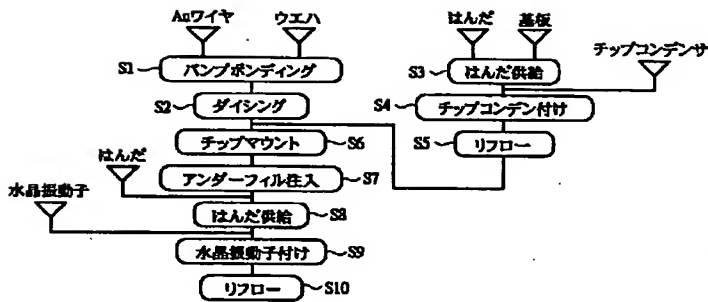 Auワイヤ
ウエハ
S1
バンプボンディング
S2
ダイシング
はんだ
基板
チップコンデンサ
S3
はんだ供給
S4
チップコンデン付け
S5
リフロー
チップマウント
S6
はんだ
アンダーフィル注入
S7
水晶振動子
はんだ供給
S8
水晶振動子付け
S9
リフロー
S10